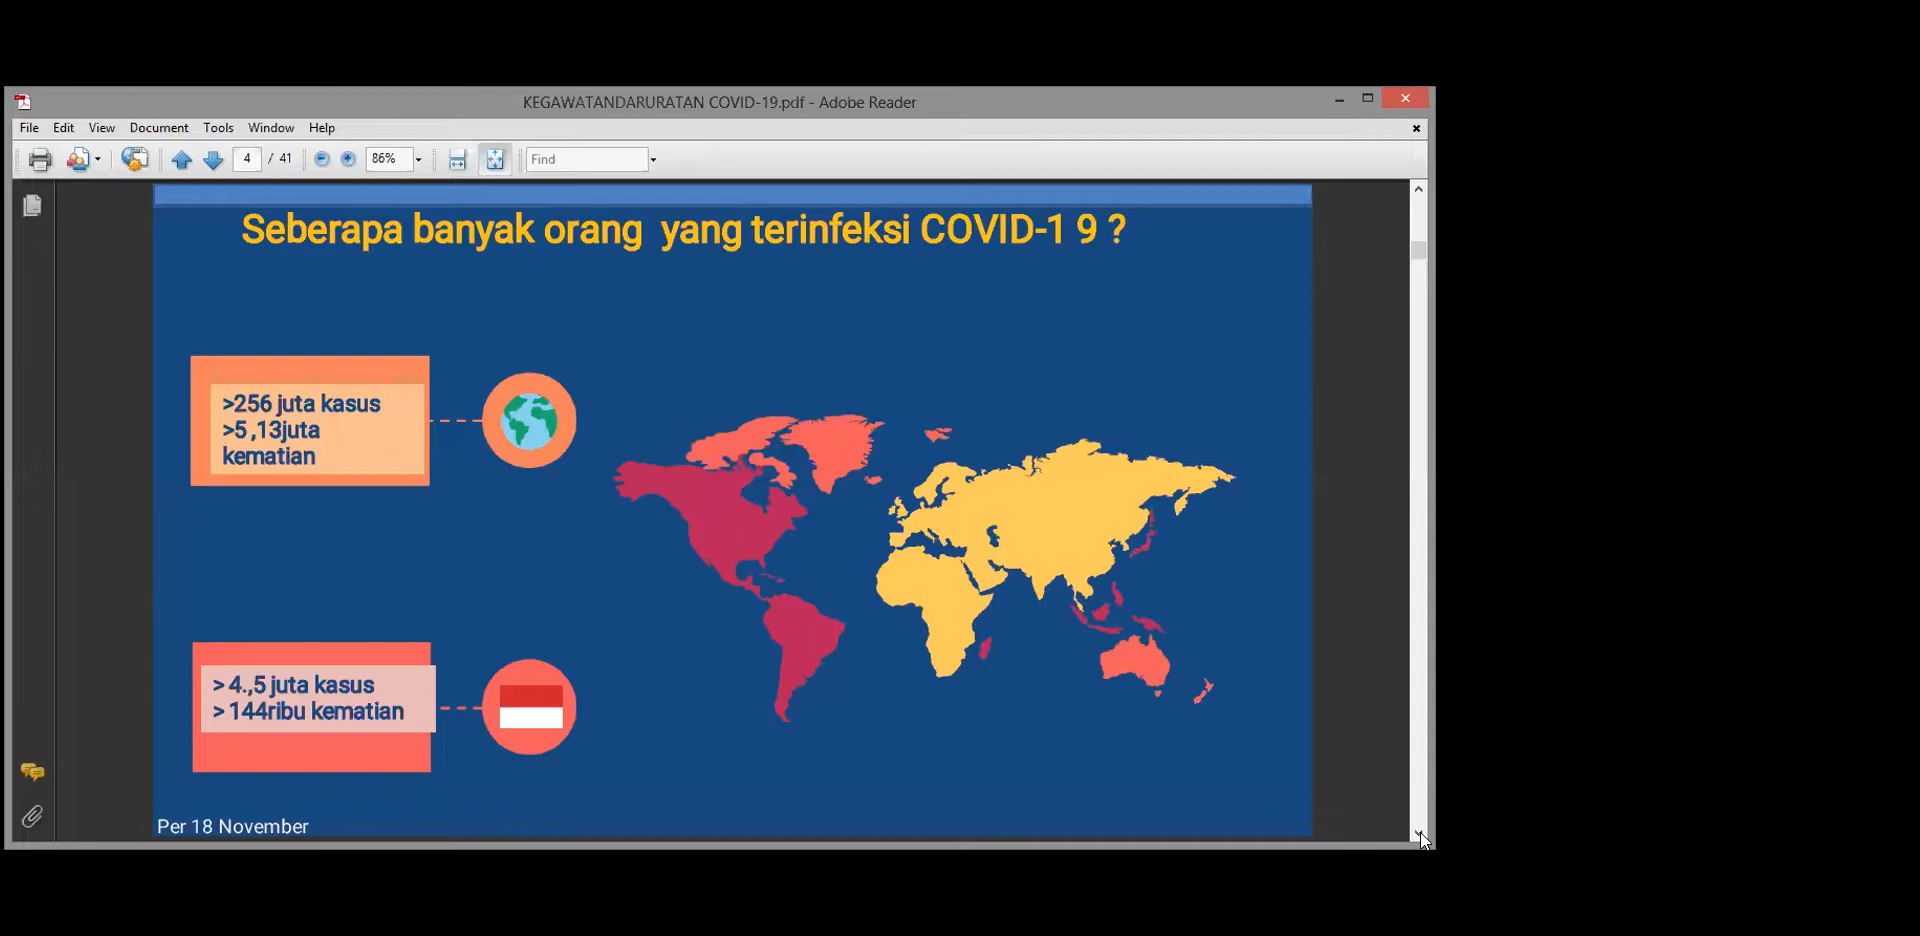 KEGAWATANDARURATAN COVID-19.pdf - Adobe Reader
File Edit View Document Tools Window Help
4 / 41 86% Find
Seberapa banyak orang yang terinfeksi COVID-1 9 ?
>256 juta kasus
>5 ,13juta
kematian
> 4.,5 juta kasus
> 144ribu kematian
Per 18 November